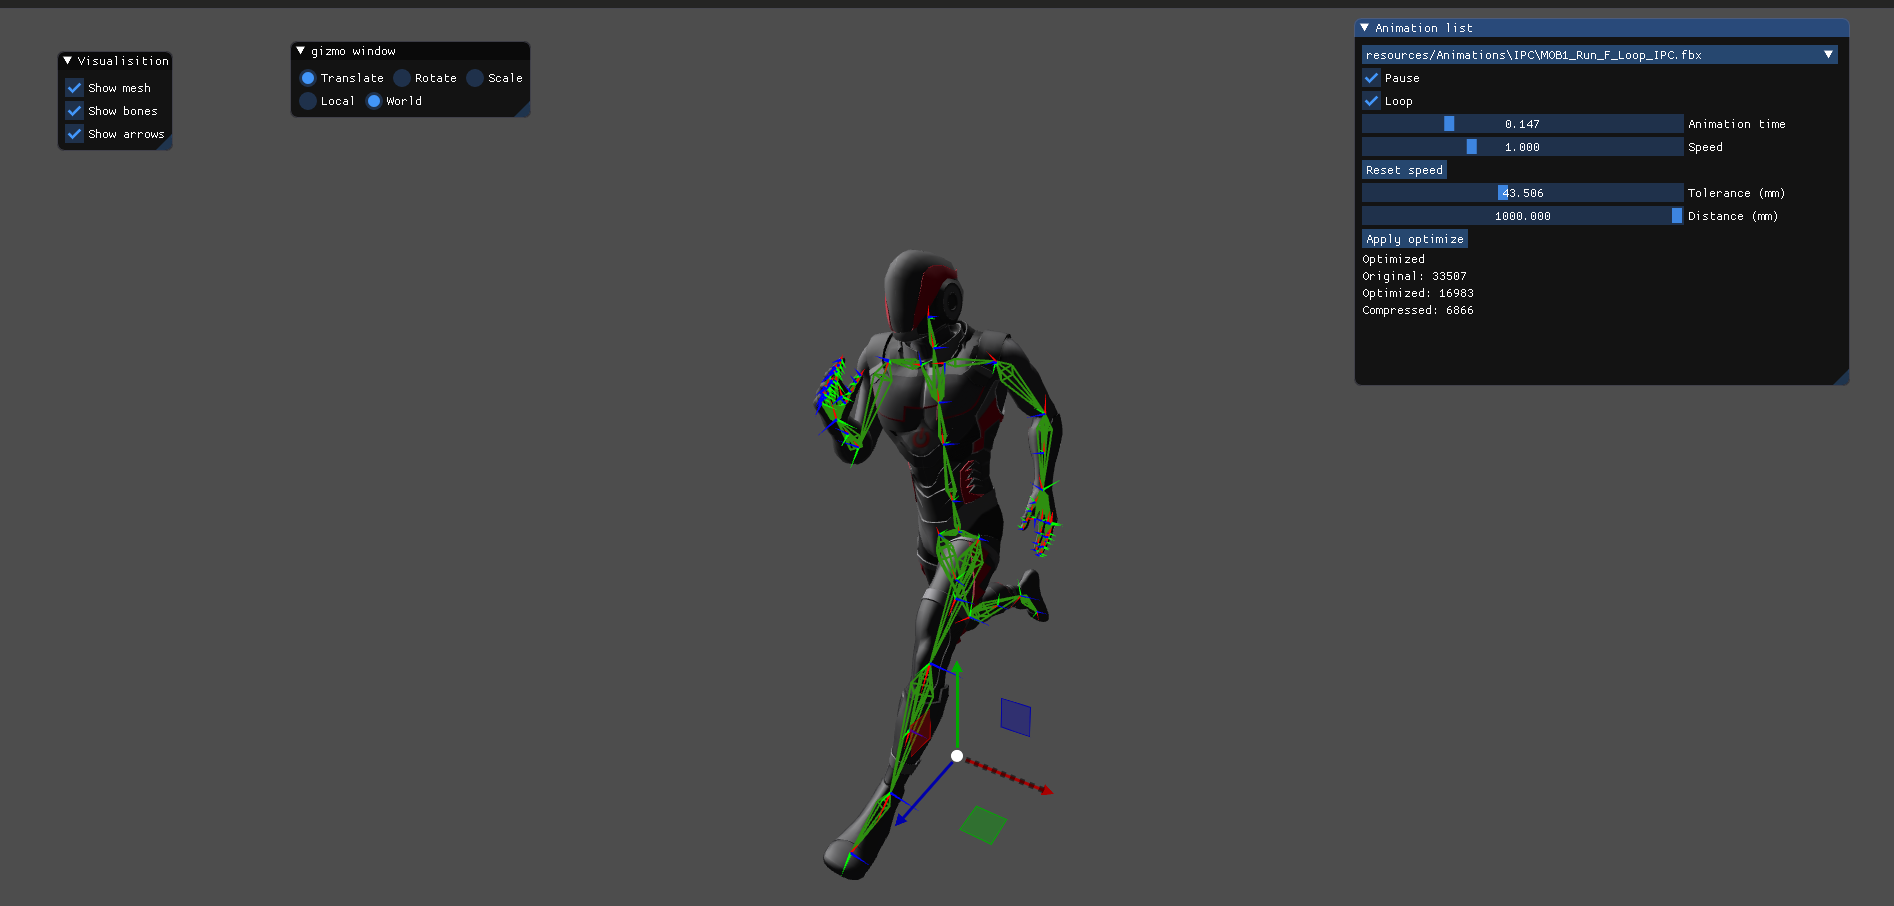 Visualisition
Show mesh
Show bones
Show arrows
gizmo window
Translate Rotate Scale
Local World
Animation list
resources/Animations\IPC\MOB1_Run_F_Loop_IPC.fbx
Pause
Loop
0.147 Animation time
1.000 Speed
Reset speed
43.506 Tolerance (mm)
1000.000 Distance (mm)
Apply optimize
Optimized
Original: 33507
Optimized: 16983
Compressed: 6866